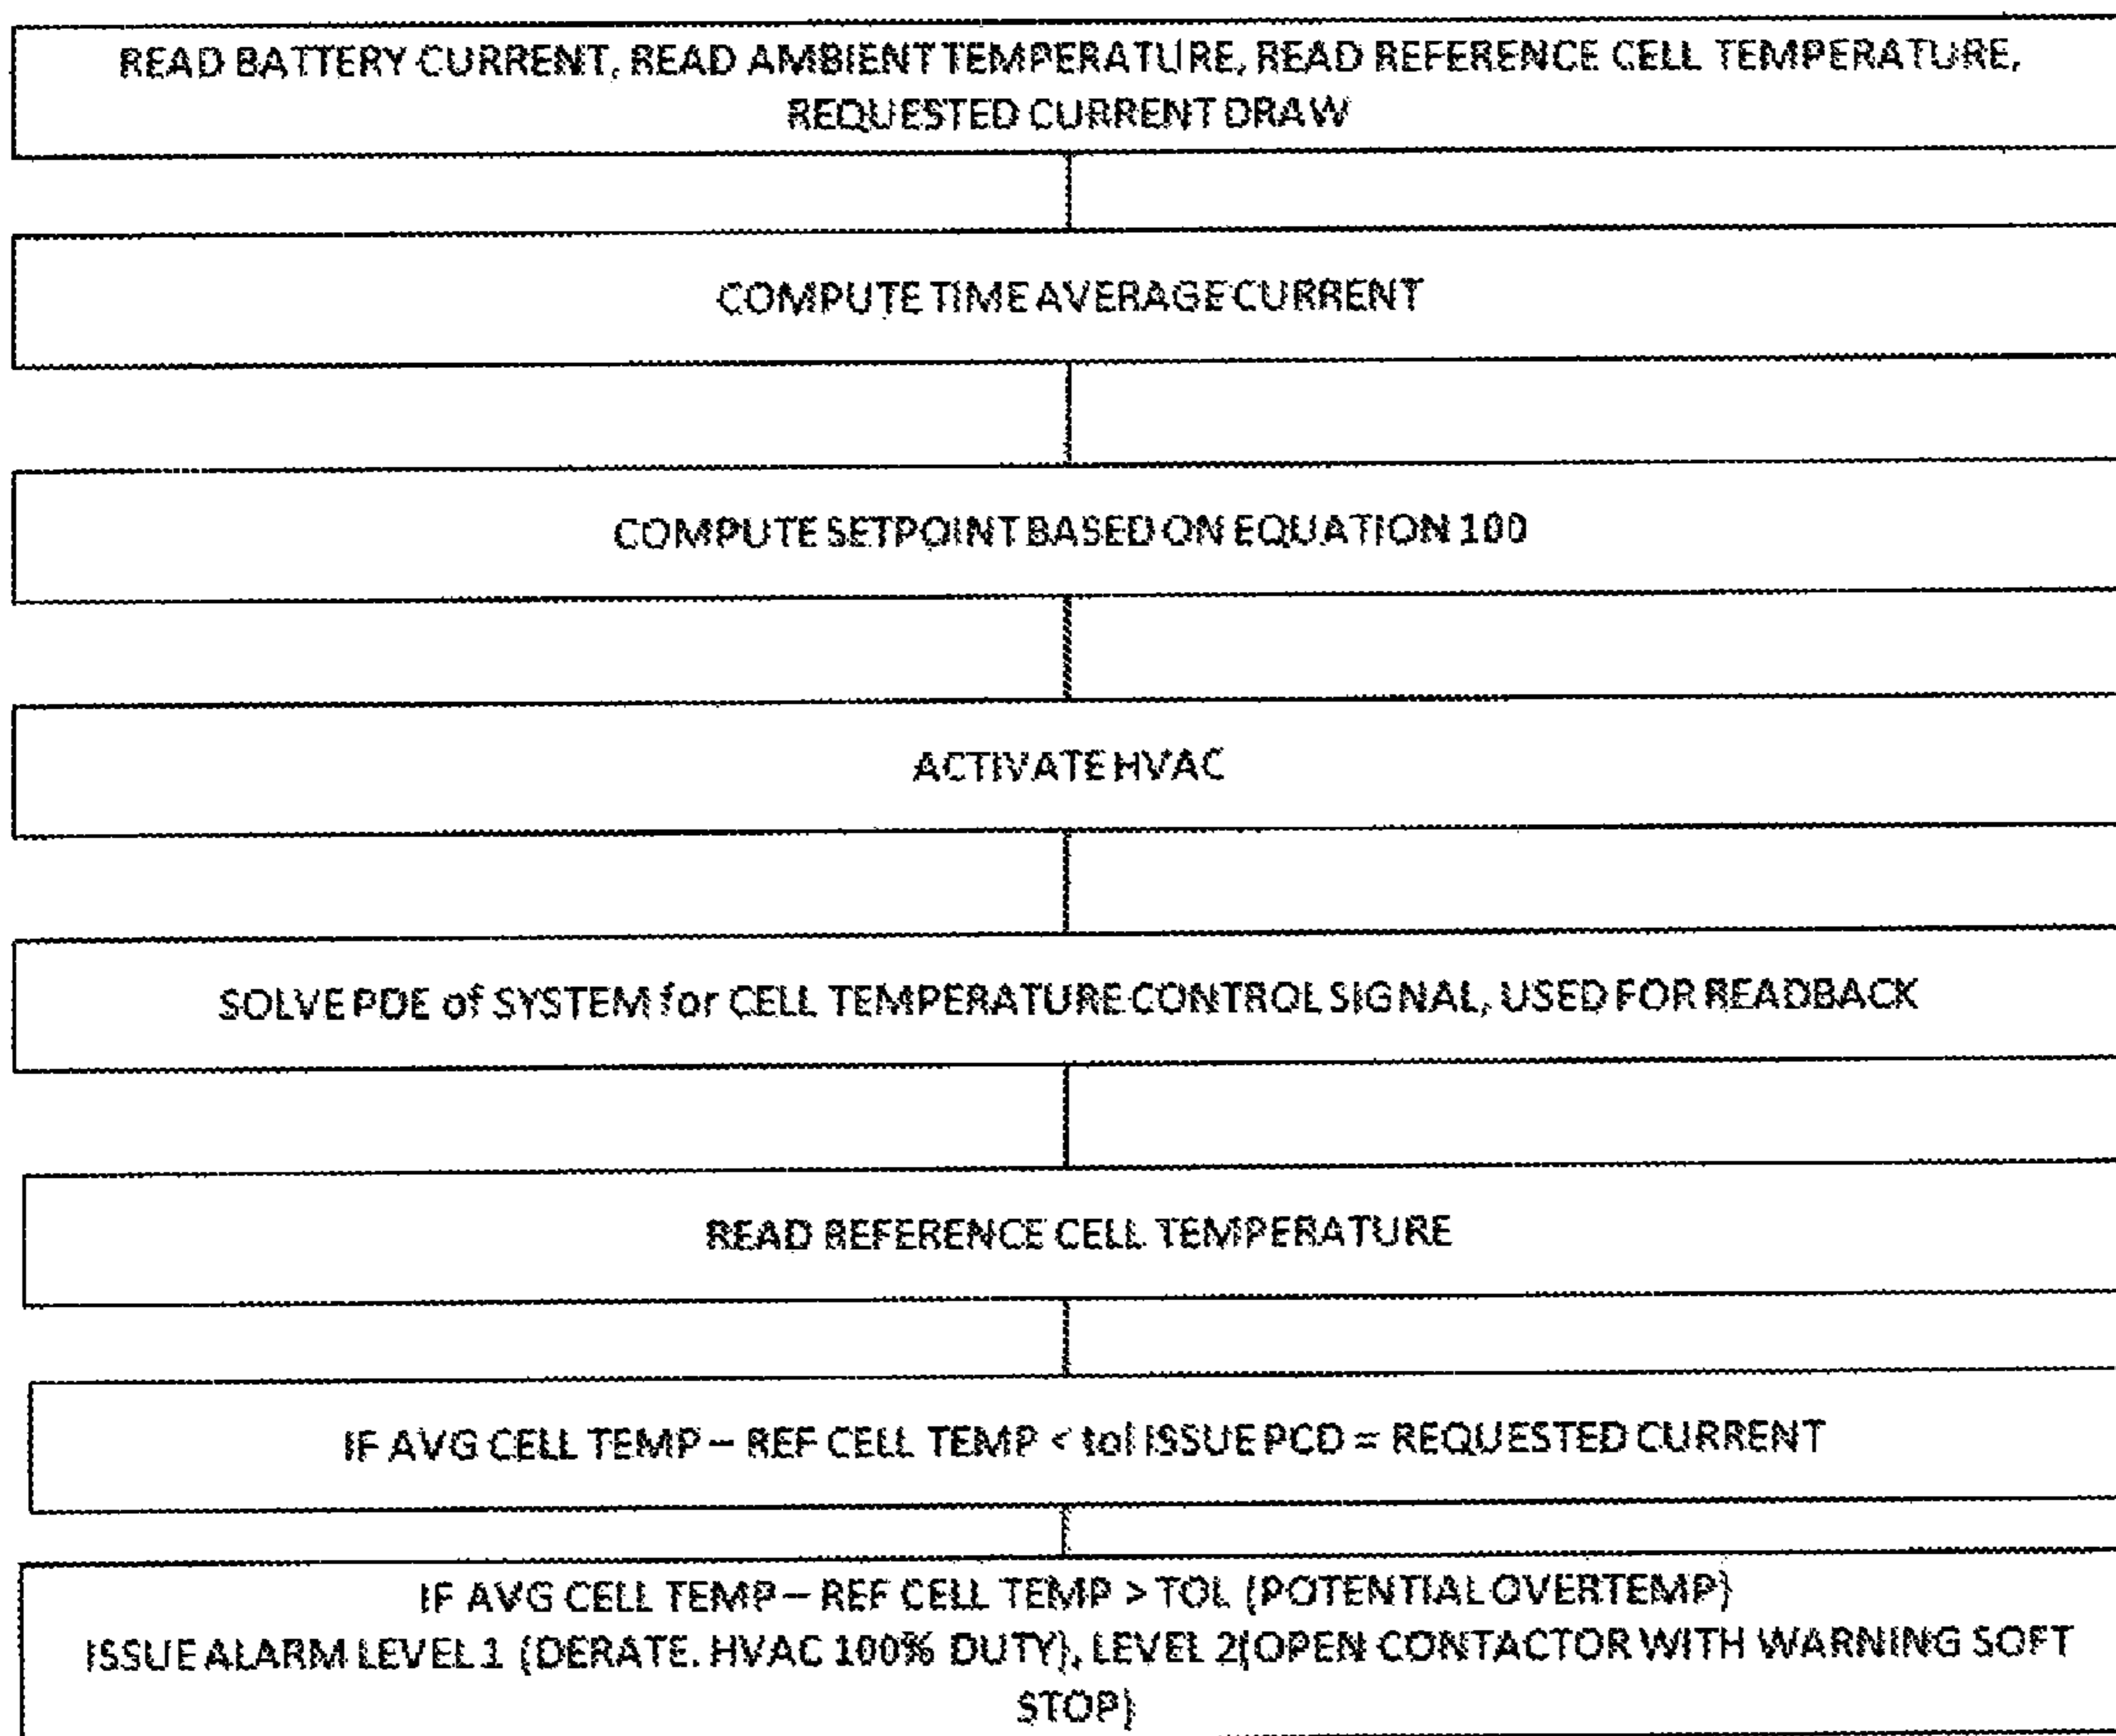 READ BATTERY CURRENT, READ AMBIENT TEMPERATURE, READ REFERENCE CELL TEMPERATURE,
REQUESTED CURRENT DRAW
COMPUTE TIME AVERAGE CURRENT
COMPUTE SETPOINT BASED ON EQUATION 100
ACTIVATE HVAC
SOLVE PDE of SYSTEM for CELL TEMPERATURE CONTROL SIGNAL, USED FOR READBACK
READ REFERENCE CELL TEMPERATURE
IF AVG CELL TEMP – REF CELL TEMP < tol ISSUE PCD = REQUESTED CURRENT
IF AVG CELL TEMP – REF CELL TEMP > TOL (POTENTIAL OVERTEMP)
ISSUE ALARM LEVEL 1 (DERATE. HVAC 100% DUTY), LEVEL 2(OPEN CONTACTOR WITH WARNING SOFT
STOP)